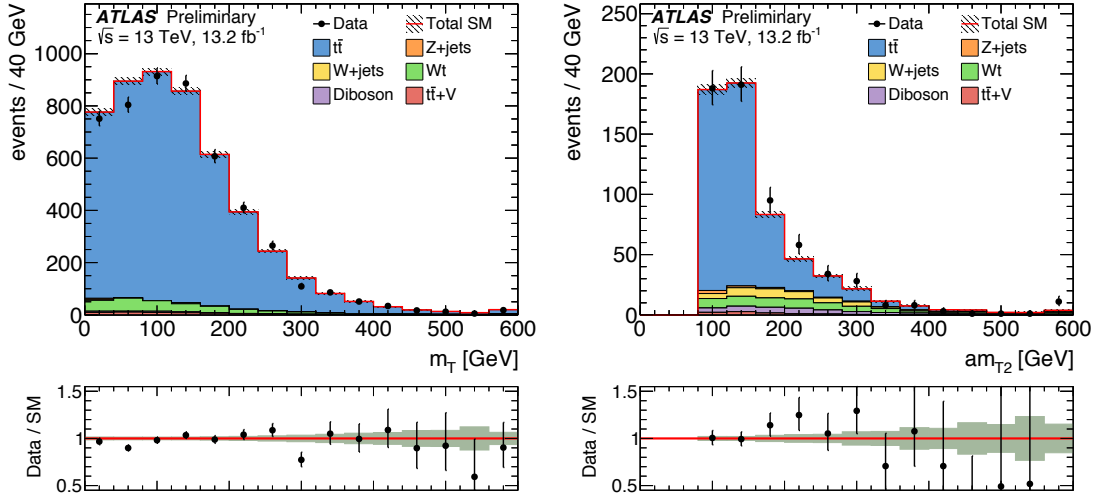 ATLAS Preliminary
√s = 13 TeV, 13.2 fb⁻¹
Data
Total SM
tt̄
Z+jets
W+jets
Wt
Diboson
tt̄+V
events / 40 GeV
1000
800
600
400
200
0
0 100 200 300 400 500 600
m_T [GeV]
Data / SM
1.5
1
0.5
ATLAS Preliminary
√s = 13 TeV, 13.2 fb⁻¹
Data
Total SM
tt̄
Z+jets
W+jets
Wt
Diboson
tt̄+V
events / 40 GeV
250
200
150
100
50
0
0 100 200 300 400 500 600
am_T2 [GeV]
Data / SM
1.5
1
0.5